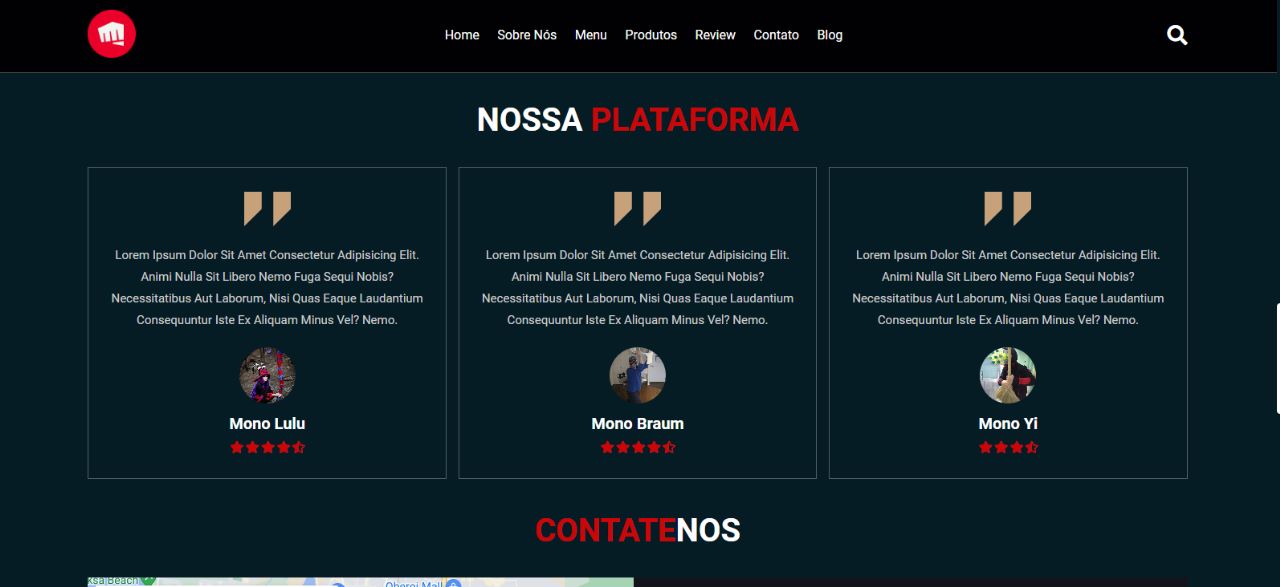 Home Sobre Nós Menu Produtos Review Contato Blog
NOSSA PLATAFORMA
Lorem Ipsum Dolor Sit Amet Consectetur Adipisicing Elit.
Animi Nulla Sit Libero Nemo Fuga Sequi Nobis?
Necessitatibus Aut Laborum, Nisi Quas Eaque Laudantium
Consequuntur Iste Ex Aliquam Minus Vel? Nemo.
Mono Lulu
Lorem Ipsum Dolor Sit Amet Consectetur Adipisicing Elit.
Animi Nulla Sit Libero Nemo Fuga Sequi Nobis?
Necessitatibus Aut Laborum, Nisi Quas Eaque Laudantium
Consequuntur Iste Ex Aliquam Minus Vel? Nemo.
Mono Braum
Lorem Ipsum Dolor Sit Amet Consectetur Adipisicing Elit.
Animi Nulla Sit Libero Nemo Fuga Sequi Nobis?
Necessitatibus Aut Laborum, Nisi Quas Eaque Laudantium
Consequuntur Iste Ex Aliquam Minus Vel? Nemo.
Mono Yi
CONTATENOS
Beach
Oberoi Mall